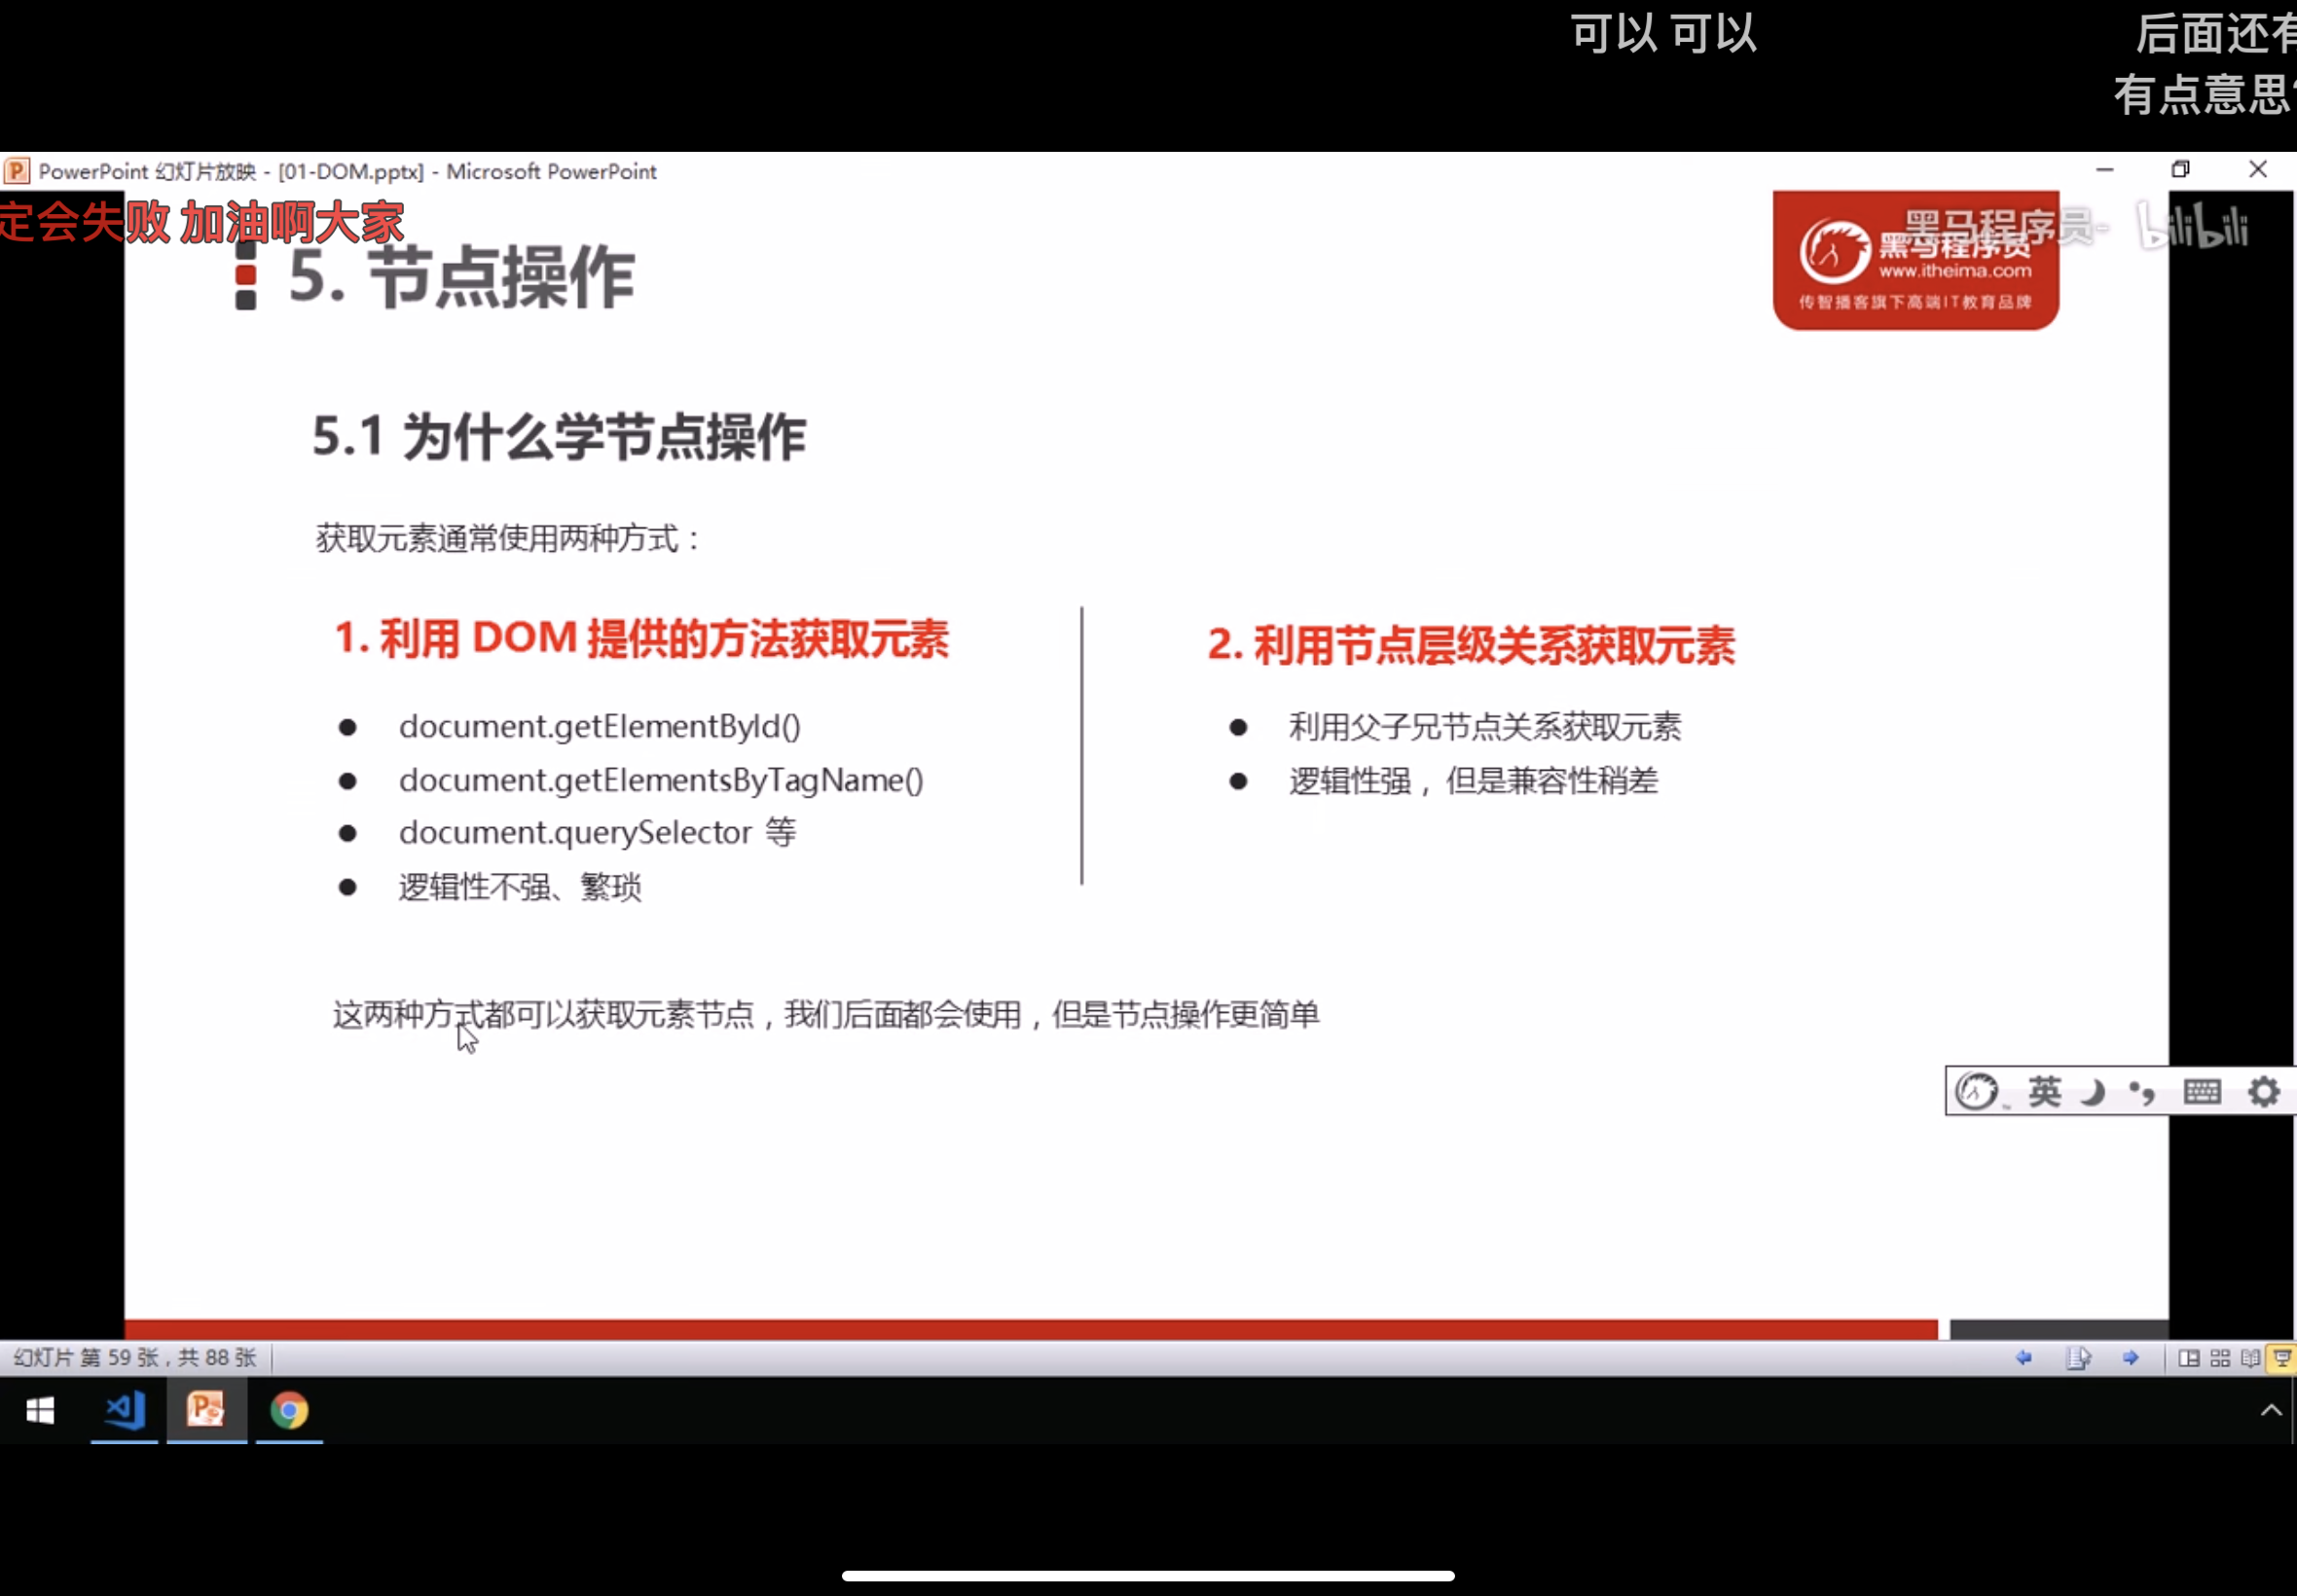 可以 可以
后面还有
有点意思
PowerPoint 幻灯片放映 - [01-DOM.pptx] - Microsoft PowerPoint
定会失败 加油啊大家
黑马程序员-
bilibili
黑马程序员
www.itheima.com
传智播客旗下高端IT教育品牌
5. 节点操作
5.1 为什么学节点操作
获取元素通常使用两种方式：
1. 利用 DOM 提供的方法获取元素
document.getElementById()
document.getElementsByTagName()
document.querySelector 等
逻辑性不强、繁琐
2. 利用节点层级关系获取元素
利用父子兄节点关系获取元素
逻辑性强，但是兼容性稍差
这两种方式都可以获取元素节点，我们后面都会使用，但是节点操作更简单
英
幻灯片 第 59 张，共 88 张